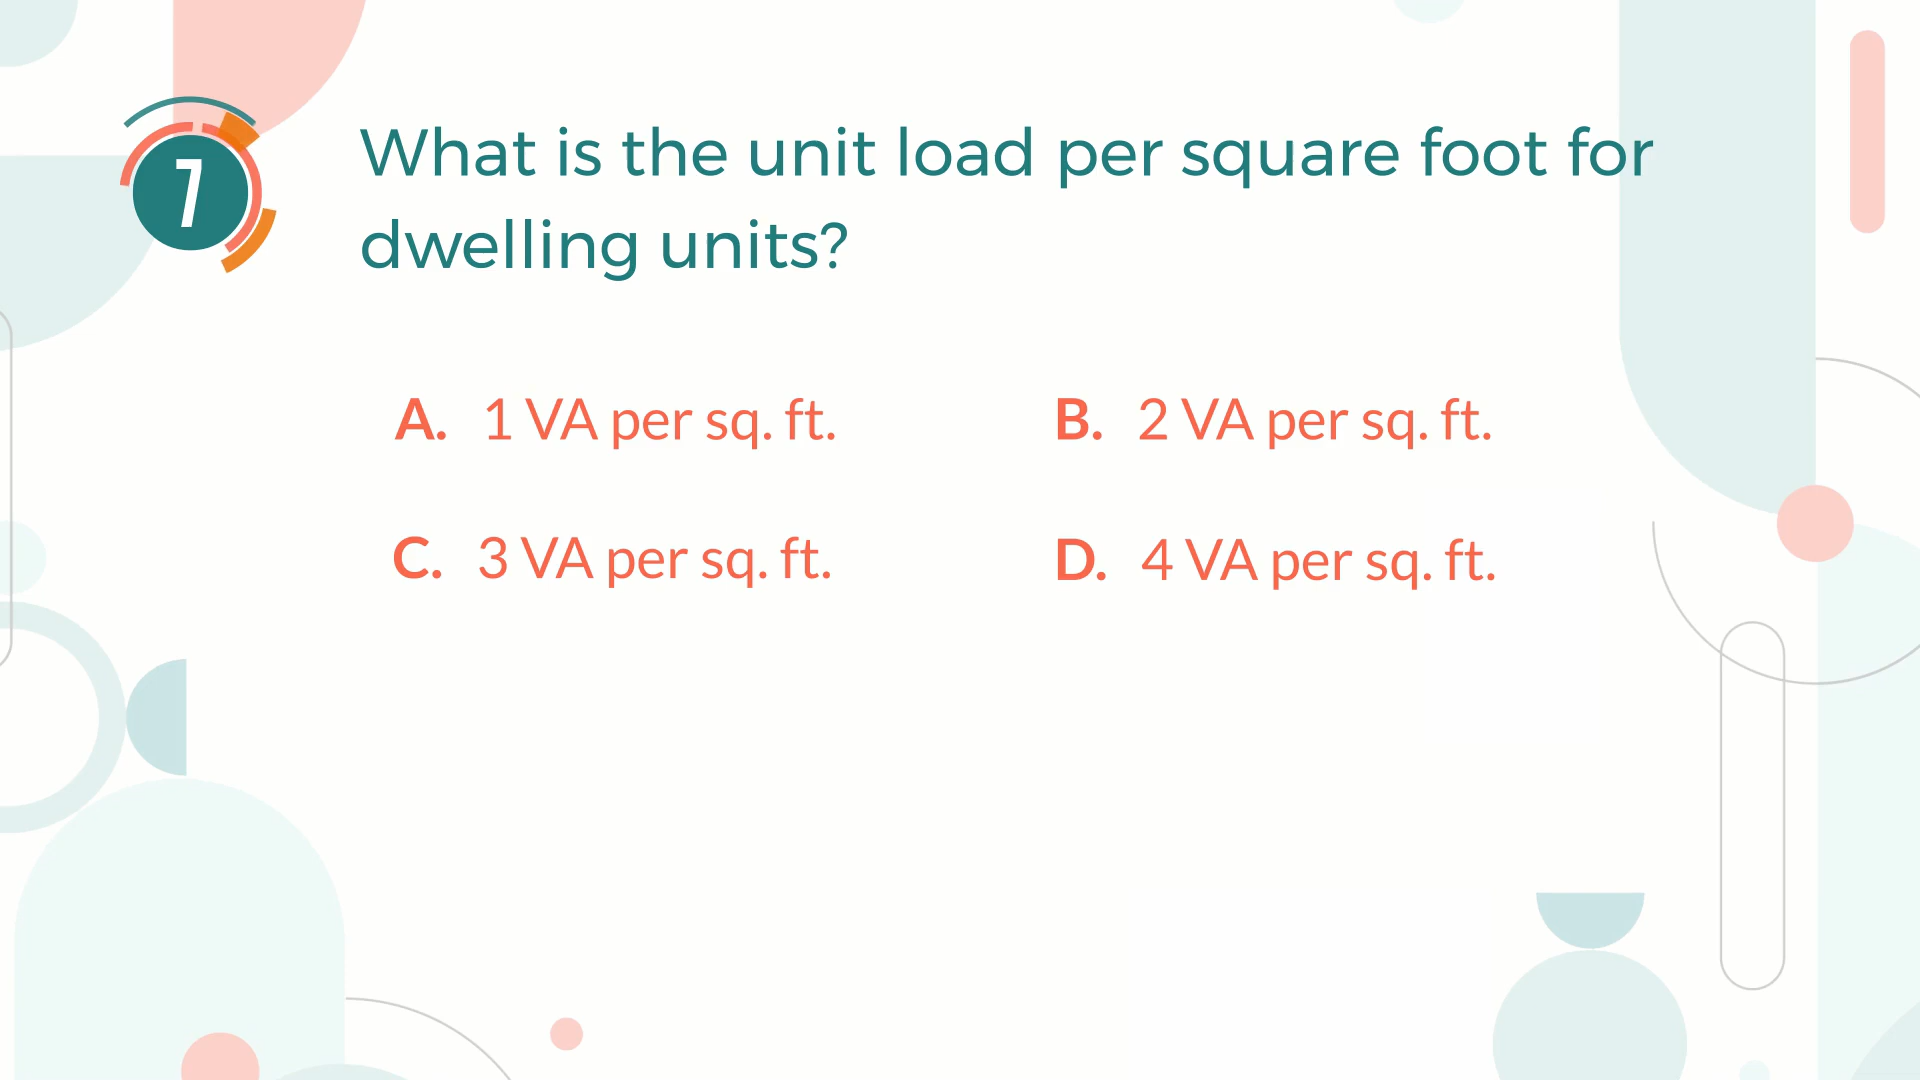 7
What is the unit load per square foot for
dwelling units?
A. 1 VA per sq. ft.
B. 2 VA per sq. ft.
C. 3 VA per sq. ft.
D. 4 VA per sq. ft.